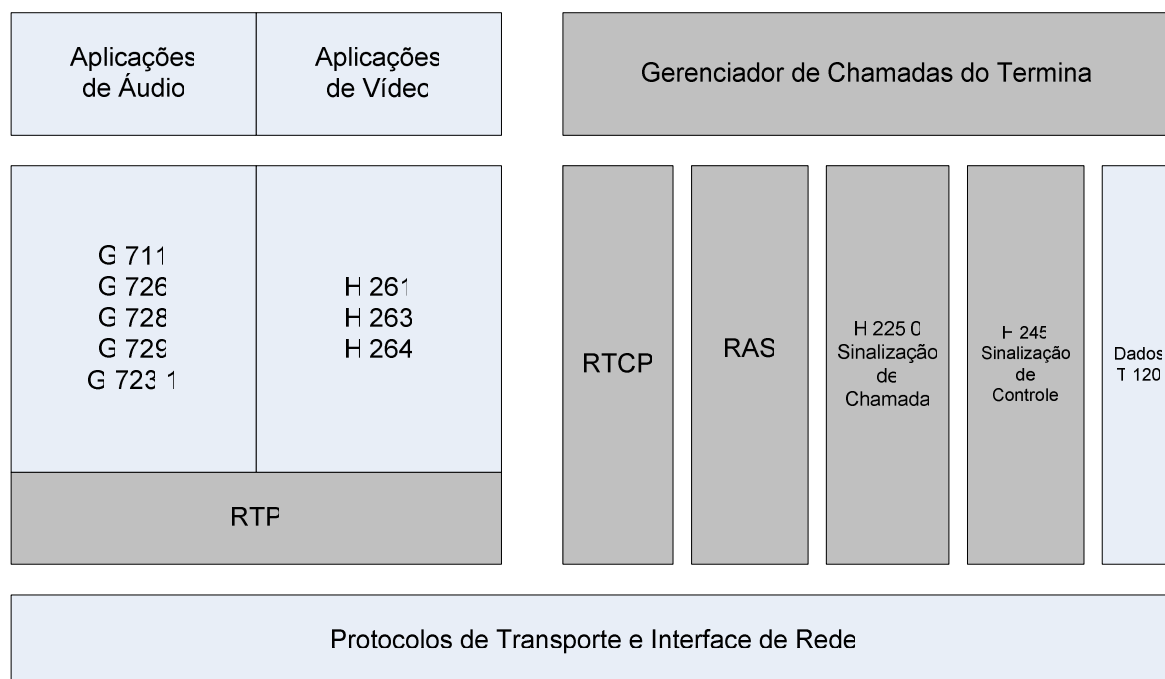 Aplicações
de Áudio
Aplicações
de Vídeo
Gerenciador de Chamadas do Termina
G 711
G 726
G 728
G 729
G 723 1
H 261
H 263
H 264
RTP
RTCP
RAS
H 225 0
Sinalização
de
Chamada
H 245
Sinalização
de
Controle
Dados
T 120
Protocolos de Transporte e Interface de Rede